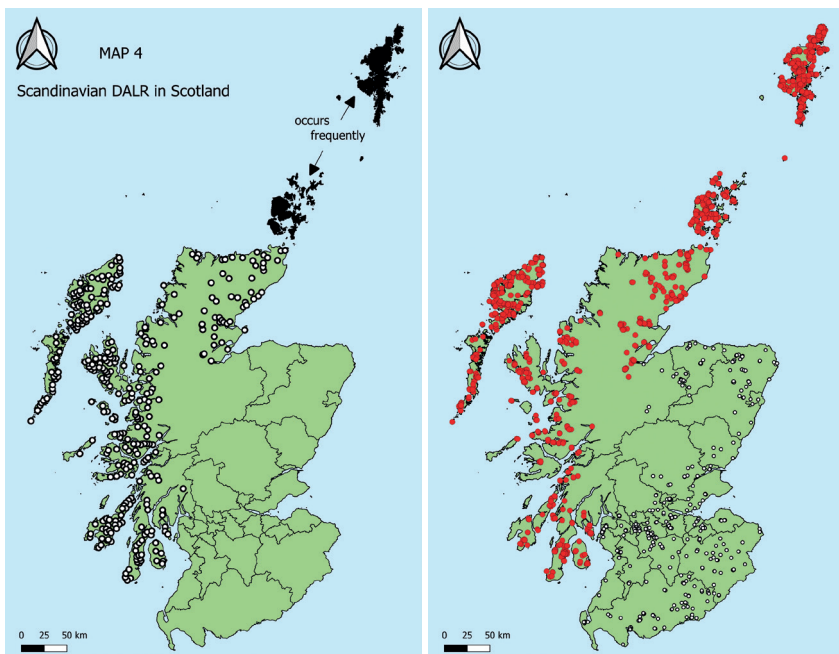 MAP 4
Scandinavian DALR in Scotland
occurs
frequently
0 25 50 km
0 25 50 km